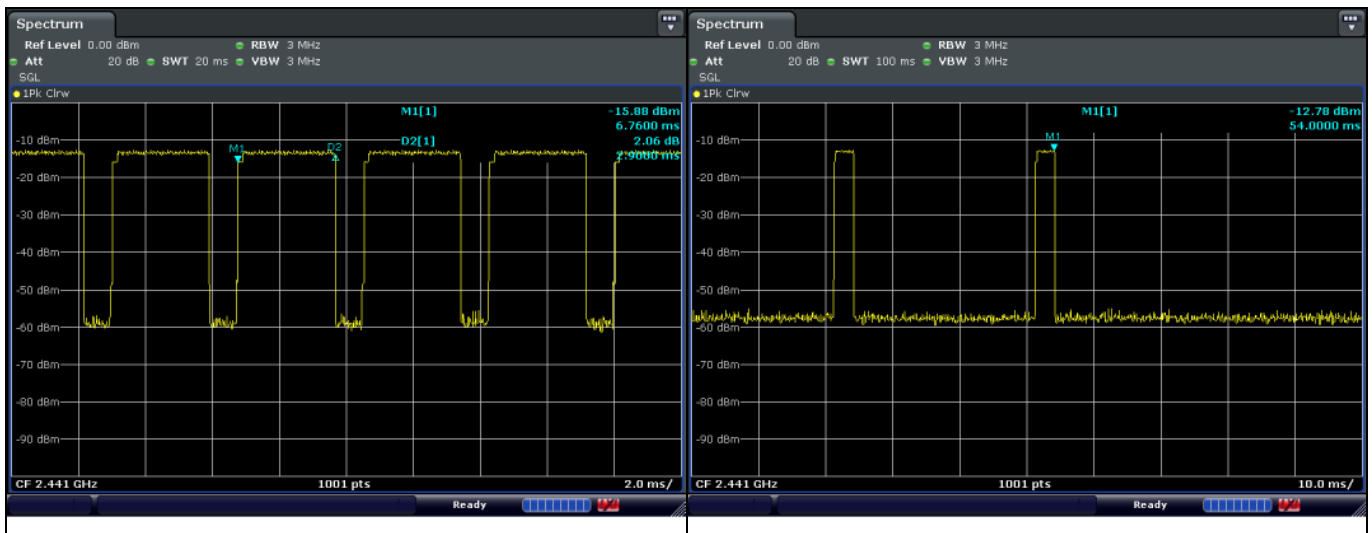 Spectrum
Ref Level 0.00 dBm RBW 3 MHz
Att 20 dB SWT 20 ms VBW 3 MHz
SGL
1Pk Clrw
M1[1] -15.88 dBm
6.7600 ms
D2[1] 2.06 dB
2.9080 ms
M1 D2
-10 dBm
-20 dBm
-30 dBm
-40 dBm
-50 dBm
-60 dBm
-70 dBm
-80 dBm
-90 dBm
CF 2.441 GHz 1001 pts 2.0 ms/
Ready
Spectrum
Ref Level 0.00 dBm RBW 3 MHz
Att 20 dB SWT 100 ms VBW 3 MHz
SGL
1Pk Clrw
M1[1] -12.78 dBm
54.0000 ms
M1
-10 dBm
-20 dBm
-30 dBm
-40 dBm
-50 dBm
-60 dBm
-70 dBm
-80 dBm
-90 dBm
CF 2.441 GHz 1001 pts 10.0 ms/
Ready